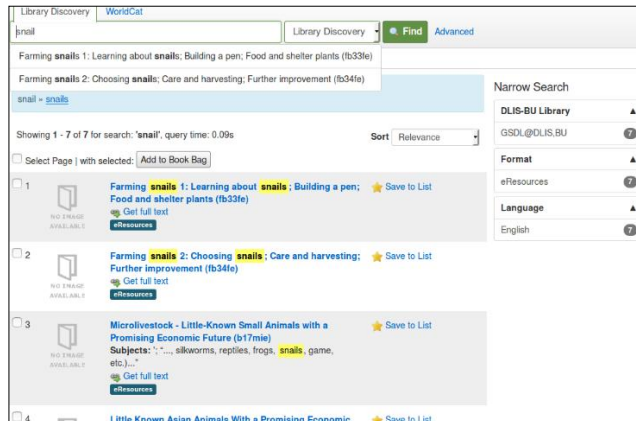 Library Discovery WorldCat
snail Library Discovery Find Advanced
Farming snails 1: Learning about snails; Building a pen; Food and shelter plants (fb33fe)
Farming snails 2: Choosing snails; Care and harvesting; Further improvement (fb34fe)
snail » snails
Showing 1 - 7 of 7 for search: 'snail', query time: 0.09s Sort Relevance
Select Page | with selected: Add to Book Bag
1
NO IMAGE
AVAILABLE
Farming snails 1: Learning about snails; Building a pen;
Food and shelter plants (fb33fe)
Get full text
eResources
Save to List
2
NO IMAGE
AVAILABLE
Farming snails 2: Choosing snails; Care and harvesting;
Further improvement (fb34fe)
Get full text
eResources
Save to List
3
NO IMAGE
AVAILABLE
Microlivestock - Little-Known Small Animals with a
Promising Economic Future (b17mie)
Subjects: '; "..., silkworms, reptiles, frogs, snails, game,
etc.)..."
Get full text
eResources
Save to List
4
Little Known Asian Animals With a Promising Economic
Save to List
Narrow Search
DLIS-BU Library
GSDL@DLIS,BU 7
Format
eResources 7
Language
English 7